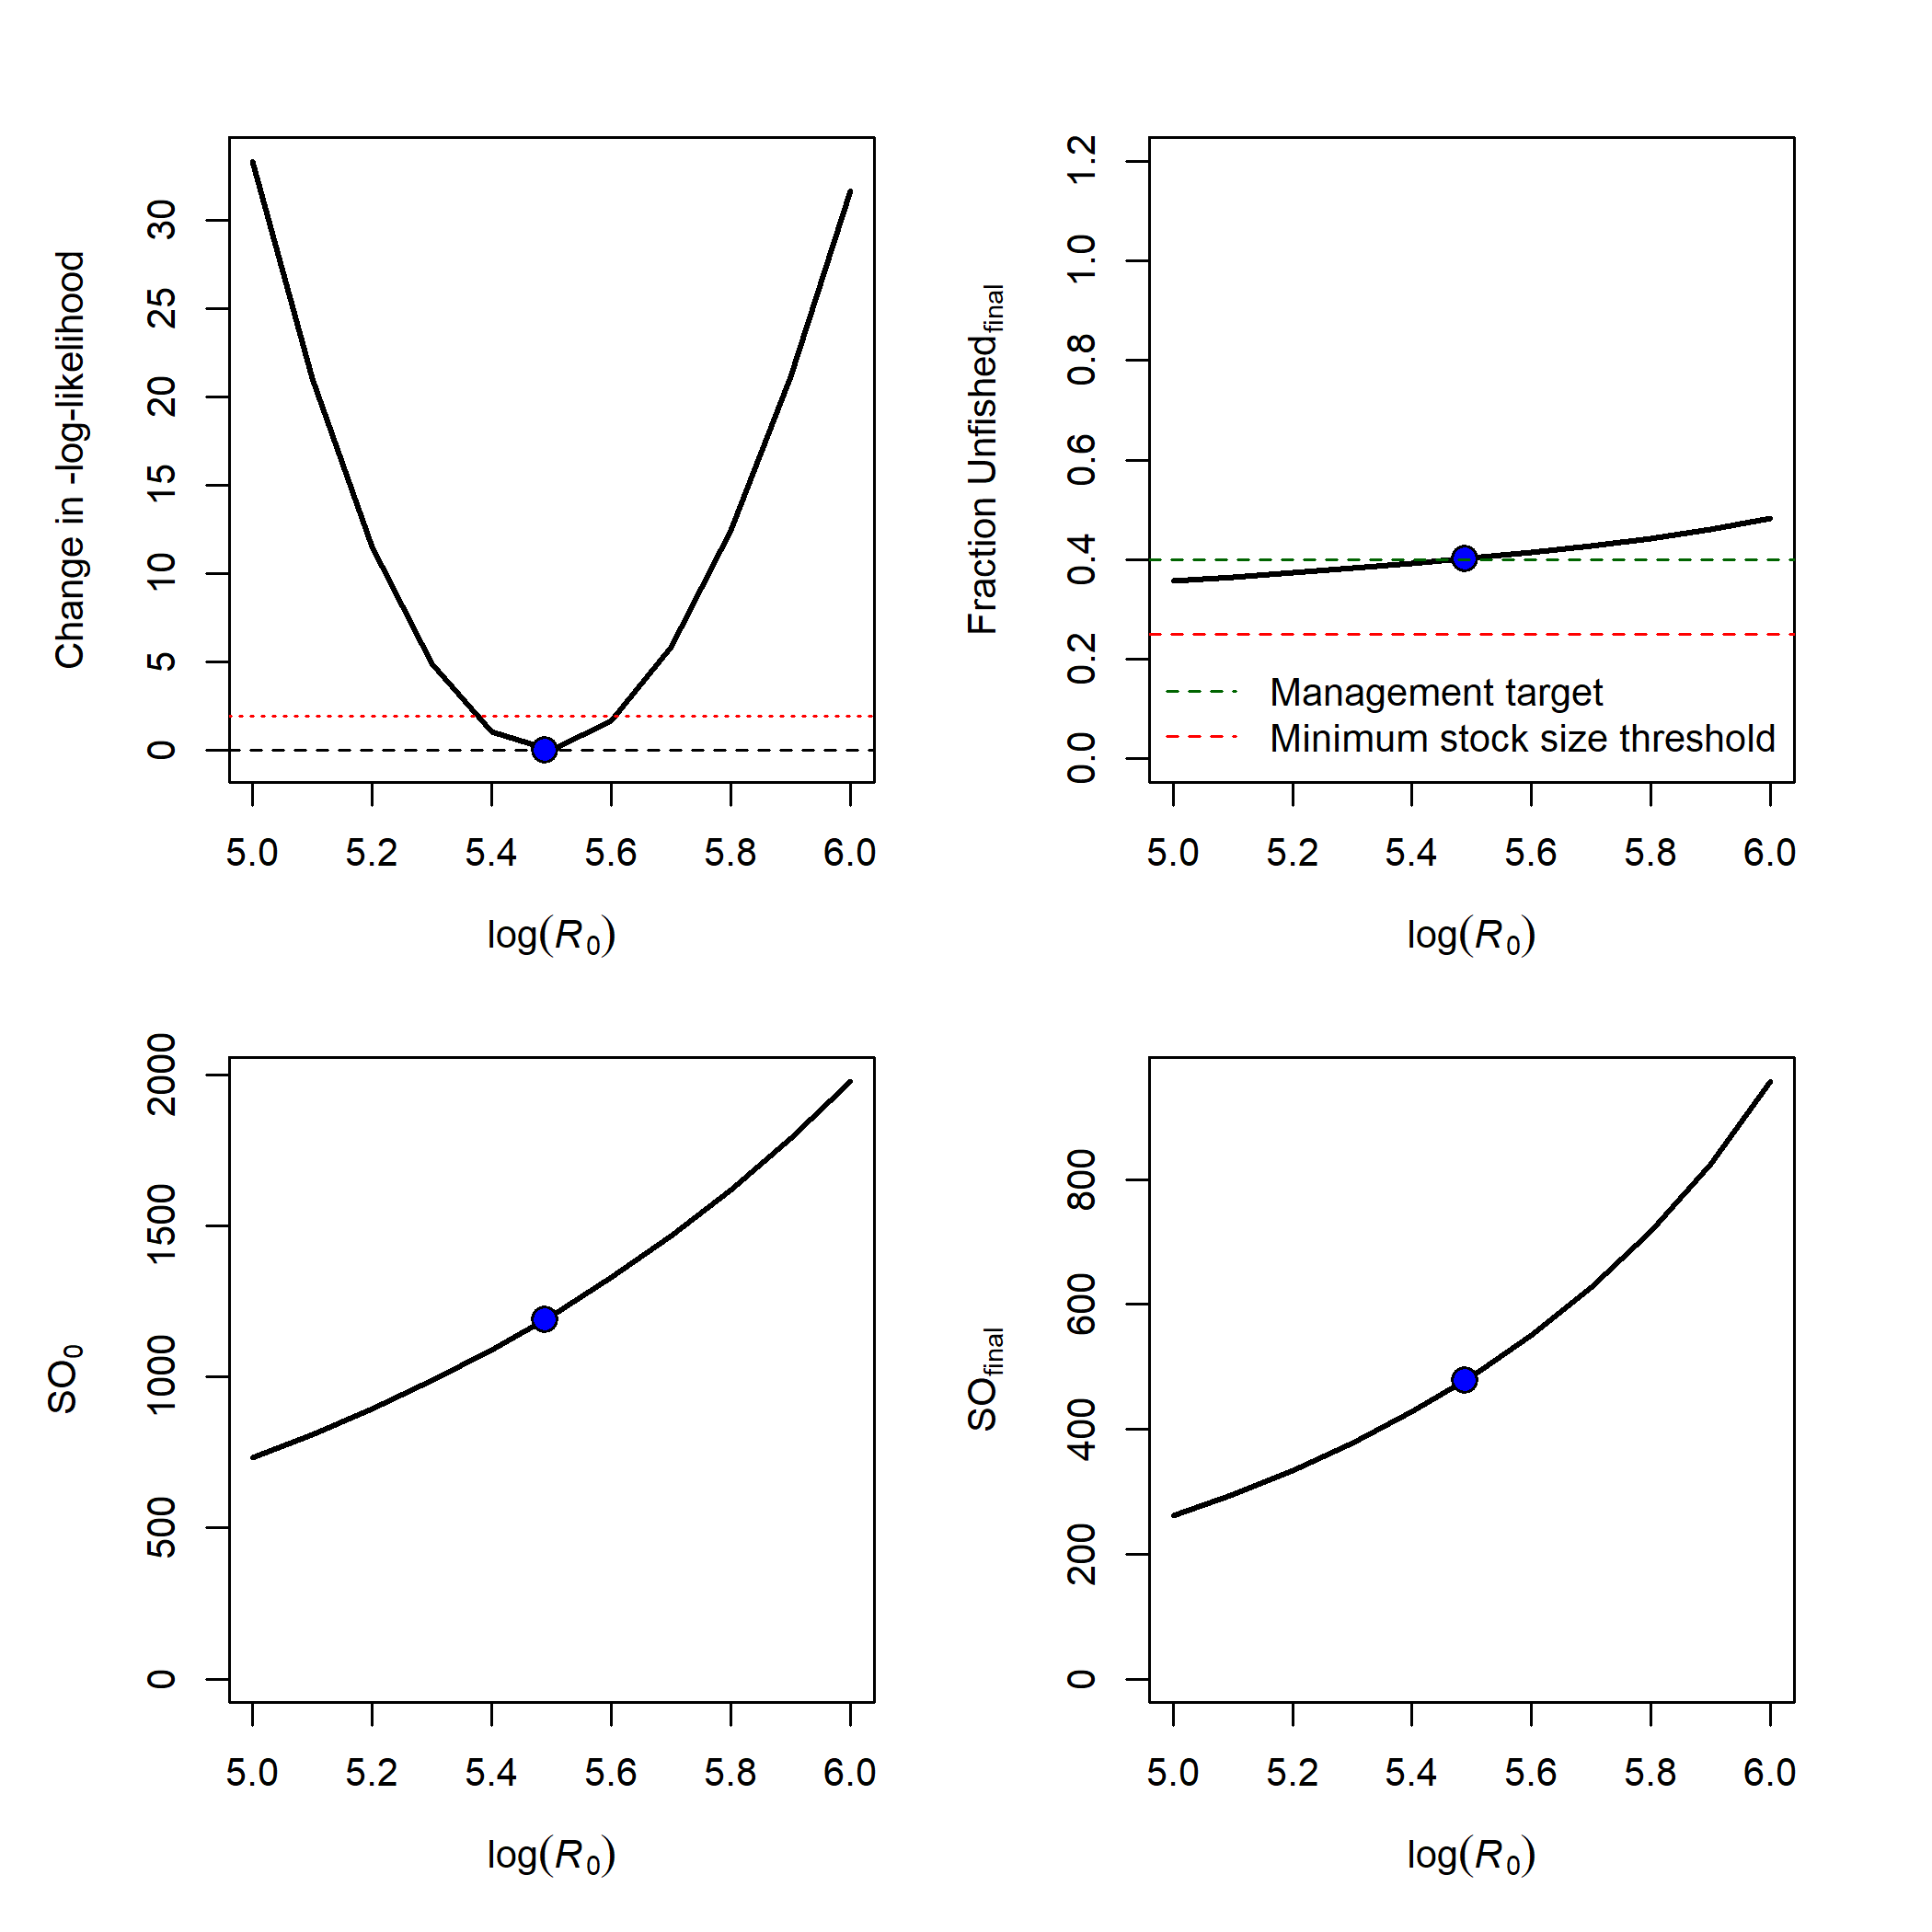 Change in -log-likelihood
30
25
20
15
10
5
0
5.0 5.2 5.4 5.6 5.8 6.0
log(R0)
Fraction Unfishedfinal
1.2
1.0
0.8
0.6
0.4
0.2
0.0
Management target
Minimum stock size threshold
5.0 5.2 5.4 5.6 5.8 6.0
log(R0)
SO0
2000
1500
1000
500
0
5.0 5.2 5.4 5.6 5.8 6.0
log(R0)
SOfinal
800
600
400
200
0
5.0 5.2 5.4 5.6 5.8 6.0
log(R0)